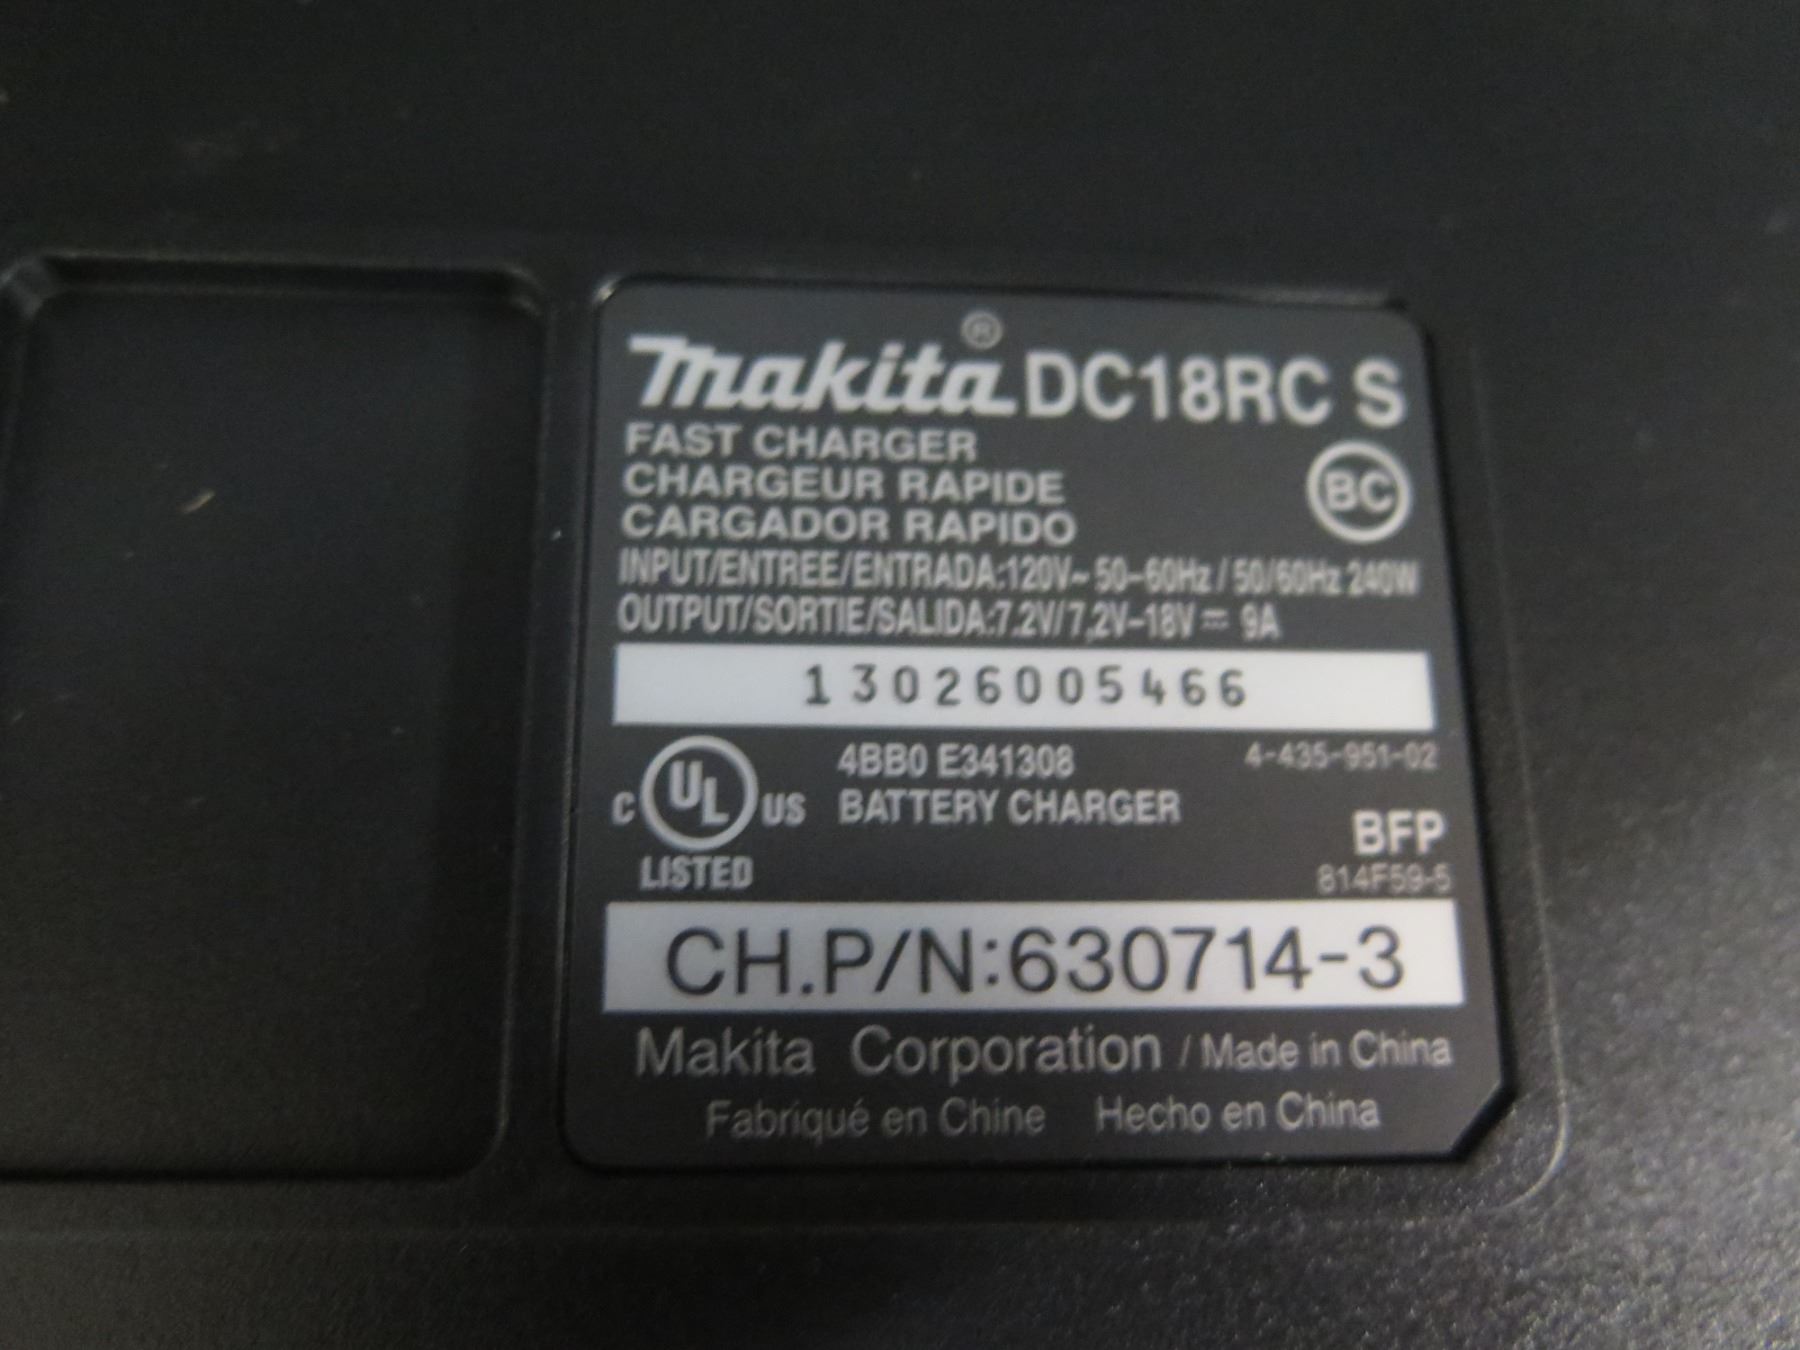 makita® DC18RC S
FAST CHARGER
CHARGEUR RAPIDE
CARGADOR RAPIDO
BC
INPUT/ENTREE/ENTRADA:120V~ 50-60Hz / 50/60Hz 240W
OUTPUT/SORTIE/SALIDA:7.2V/7,2V-18V ⎓ 9A
13026005466
4BB0 E341308 4-435-951-02
C UL US BATTERY CHARGER
BFP
LISTED 814F59-5
CH.P/N:630714-3
Makita Corporation / Made in China
Fabriqué en Chine Hecho en China